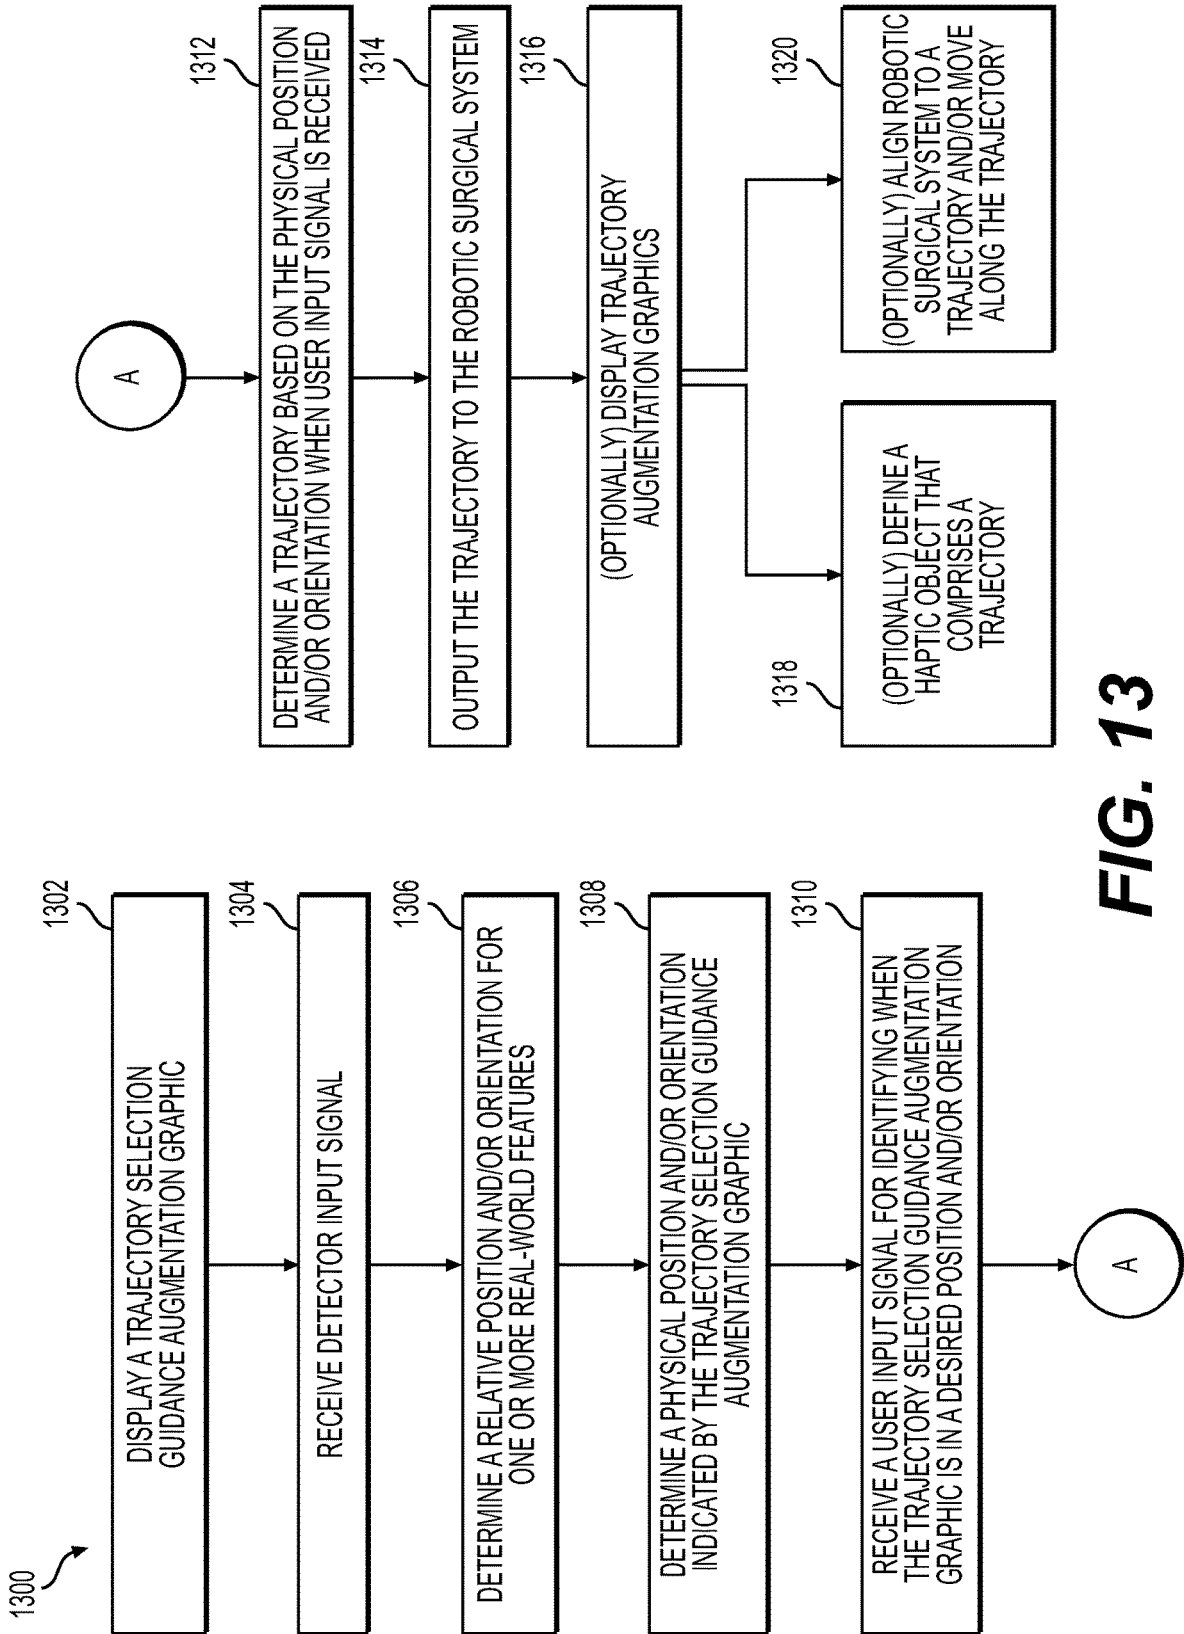 1300
1302
DISPLAY A TRAJECTORY SELECTION
GUIDANCE AUGMENTATION GRAPHIC
1304
RECEIVE DETECTOR INPUT SIGNAL
1306
DETERMINE A RELATIVE POSITION AND/OR ORIENTATION FOR
ONE OR MORE REAL-WORLD FEATURES
1308
DETERMINE A PHYSICAL POSITION AND/OR ORIENTATION
INDICATED BY THE TRAJECTORY SELECTION GUIDANCE
AUGMENTATION GRAPHIC
1310
RECEIVE A USER INPUT SIGNAL FOR IDENTIFYING WHEN
THE TRAJECTORY SELECTION GUIDANCE AUGMENTATION
GRAPHIC IS IN A DESIRED POSITION AND/OR ORIENTATION
A
A
1312
DETERMINE A TRAJECTORY BASED ON THE PHYSICAL POSITION
AND/OR ORIENTATION WHEN USER INPUT SIGNAL IS RECEIVED
1314
OUTPUT THE TRAJECTORY TO THE ROBOTIC SURGICAL SYSTEM
1316
(OPTIONALLY) DISPLAY TRAJECTORY
AUGMENTATION GRAPHICS
1318
(OPTIONALLY) DEFINE A
HAPTIC OBJECT THAT
COMPRISES A
TRAJECTORY
1320
(OPTIONALLY) ALIGN ROBOTIC
SURGICAL SYSTEM TO A
TRAJECTORY AND/OR MOVE
ALONG THE TRAJECTORY
FIG. 13